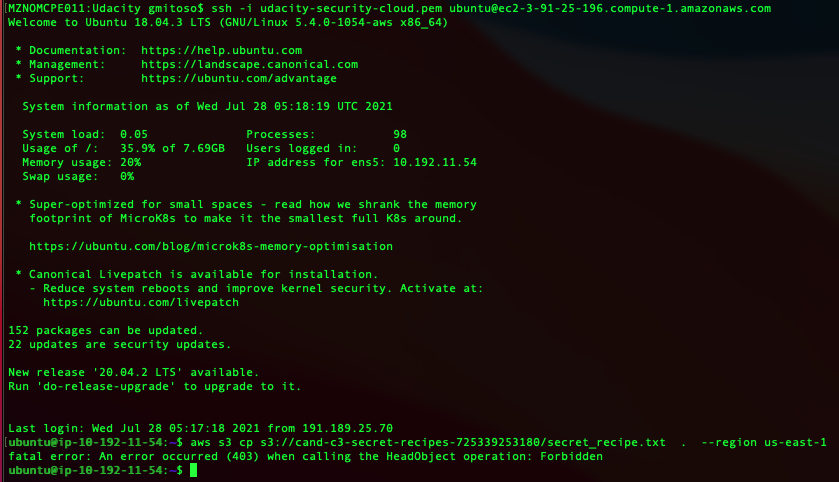 [MZNOMCPE011:Udacity gmitoso$ ssh -i udacity-security-cloud.pem ubuntu@ec2-3-91-25-196.compute-1.amazonaws.com
Welcome to Ubuntu 18.04.3 LTS (GNU/Linux 5.4.0-1054-aws x86_64)

 * Documentation:  https://help.ubuntu.com
 * Management:     https://landscape.canonical.com
 * Support:        https://ubuntu.com/advantage

  System information as of Wed Jul 28 05:18:19 UTC 2021

  System load:  0.05              Processes:           98
  Usage of /:   35.9% of 7.69GB   Users logged in:     0
  Memory usage: 20%               IP address for ens5: 10.192.11.54
  Swap usage:   0%

 * Super-optimized for small spaces - read how we shrank the memory
   footprint of MicroK8s to make it the smallest full K8s around.

   https://ubuntu.com/blog/microk8s-memory-optimisation

 * Canonical Livepatch is available for installation.
   - Reduce system reboots and improve kernel security. Activate at:
     https://ubuntu.com/livepatch

152 packages can be updated.
22 updates are security updates.

New release '20.04.2 LTS' available.
Run 'do-release-upgrade' to upgrade to it.


Last login: Wed Jul 28 05:17:18 2021 from 191.189.25.70
[ubuntu@ip-10-192-11-54:~$ aws s3 cp s3://cand-c3-secret-recipes-725339253180/secret_recipe.txt  .  --region us-east-1
fatal error: An error occurred (403) when calling the HeadObject operation: Forbidden
ubuntu@ip-10-192-11-54:~$